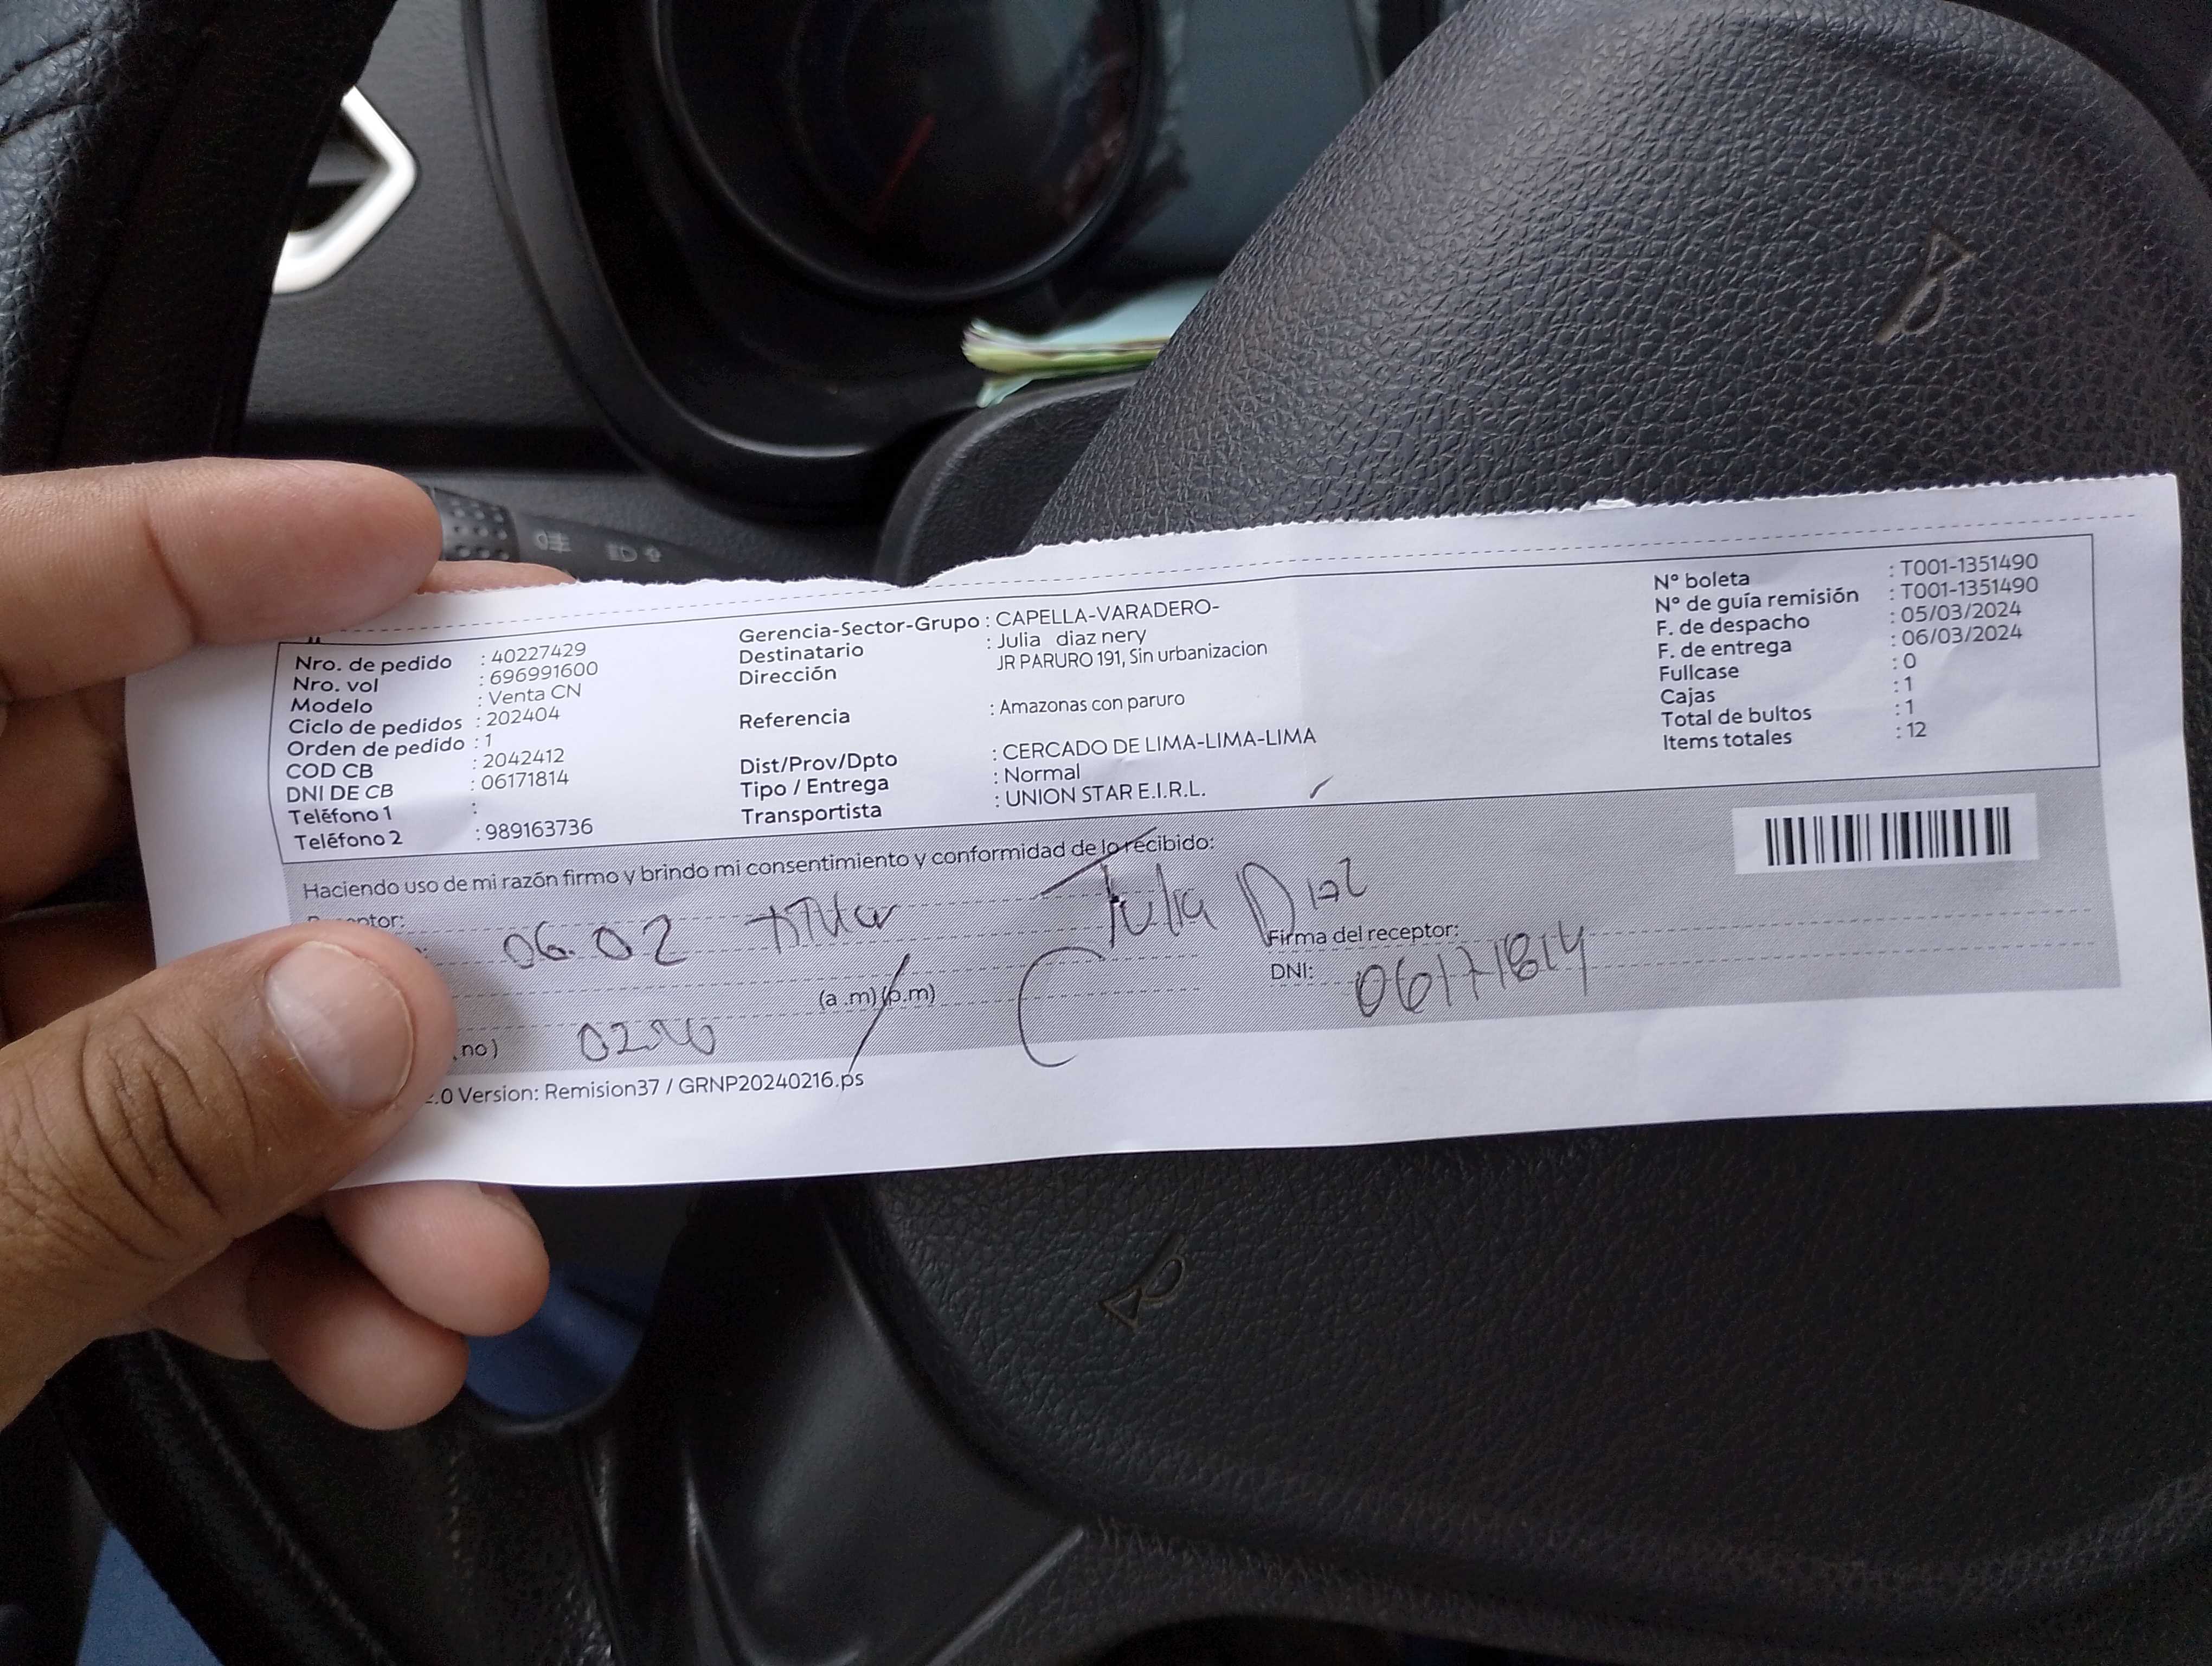 Nro. de pedido : 40227429
Nro. vol : 696991600
Modelo : Venta CN
Ciclo de pedidos : 202404
Orden de pedido : 1
COD CB : 2042412
DNI DE CB : 06171814
Teléfono 1 :
Teléfono 2 : 989163736
Gerencia-Sector-Grupo : CAPELLA-VARADERO-
Destinatario : Julia diaz nery
Dirección JR PARURO 191, Sin urbanizacion
Referencia : Amazonas con paruro
Dist/Prov/Dpto : CERCADO DE LIMA-LIMA-LIMA
Tipo / Entrega : Normal
Transportista : UNION STAR E.I.R.L.
N° boleta : T001-1351490
N° de guía remisión : T001-1351490
F. de despacho : 05/03/2024
F. de entrega : 06/03/2024
Fullcase : 0
Cajas : 1
Total de bultos : 1
Items totales : 12
Haciendo uso de mi razón firmo y brindo mi consentimiento y conformidad de lo recibido:
06.02 Julia Diaz
Firma del receptor:
(a.m)(p.m)
DNI: 06171814
no)
.0 Version: Remision37 / GRNP20240216.ps